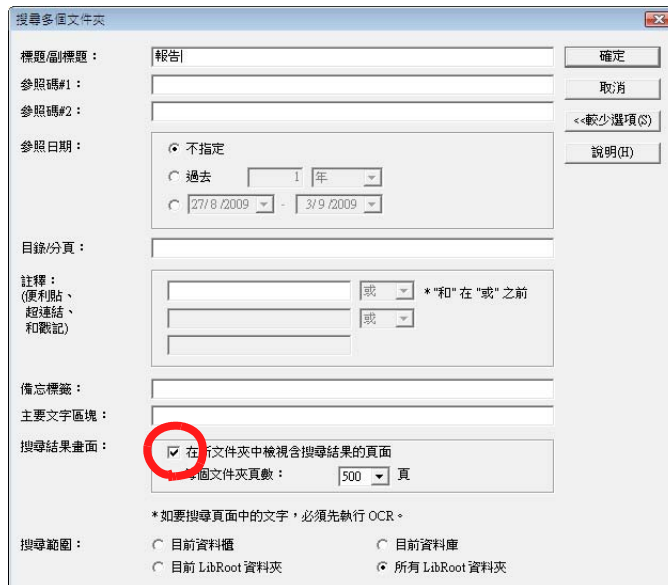 搜尋多個文件夾
標題/副標題： 報告 確定
參照碼#1： 取消
參照碼#2： <<較少選項(S)
參照日期： 不指定 說明(H)
過去 1 年
27/ 8 /2009 - 3/ 9 /2009
目錄/分頁：
註釋：
(便利貼、 或 * "和" 在 "或" 之前
超連結、 或
和戳記)
備忘標籤：
主要文字區塊：
搜尋結果畫面： 在新文件夾中檢視含搜尋結果的頁面
每個文件夾頁數： 500 頁
*如要搜尋頁面中的文字，必須先執行 OCR。
搜尋範圍： 目前資料櫃 目前資料庫
目前 LibRoot 資料夾 所有 LibRoot 資料夾